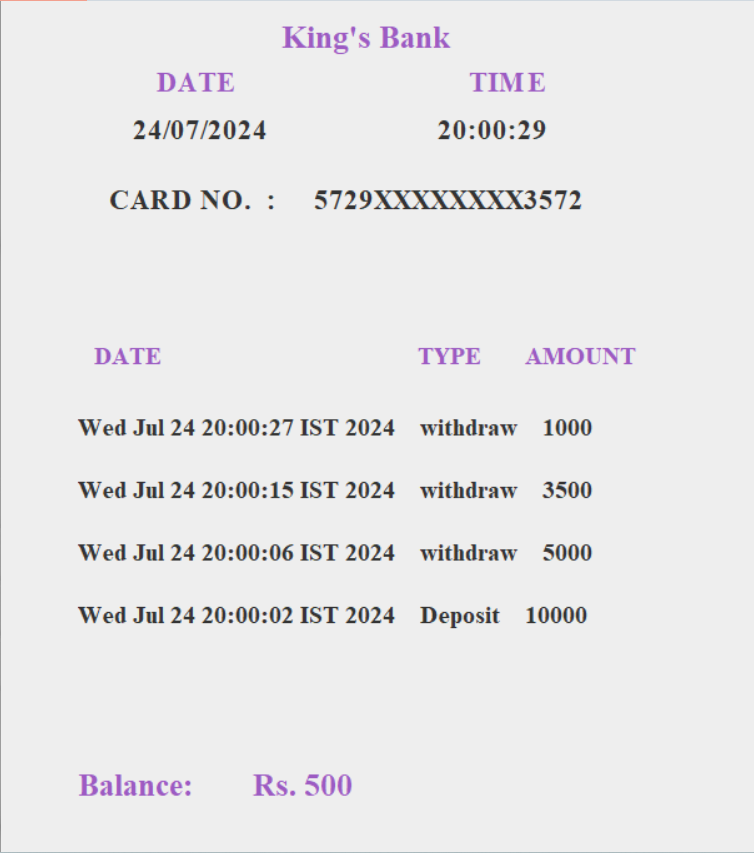 King's Bank
DATE TIME
24/07/2024 20:00:29
CARD NO. : 5729XXXXXXXX3572
DATE TYPE AMOUNT
Wed Jul 24 20:00:27 IST 2024 withdraw 1000
Wed Jul 24 20:00:15 IST 2024 withdraw 3500
Wed Jul 24 20:00:06 IST 2024 withdraw 5000
Wed Jul 24 20:00:02 IST 2024 Deposit 10000
Balance: Rs. 500